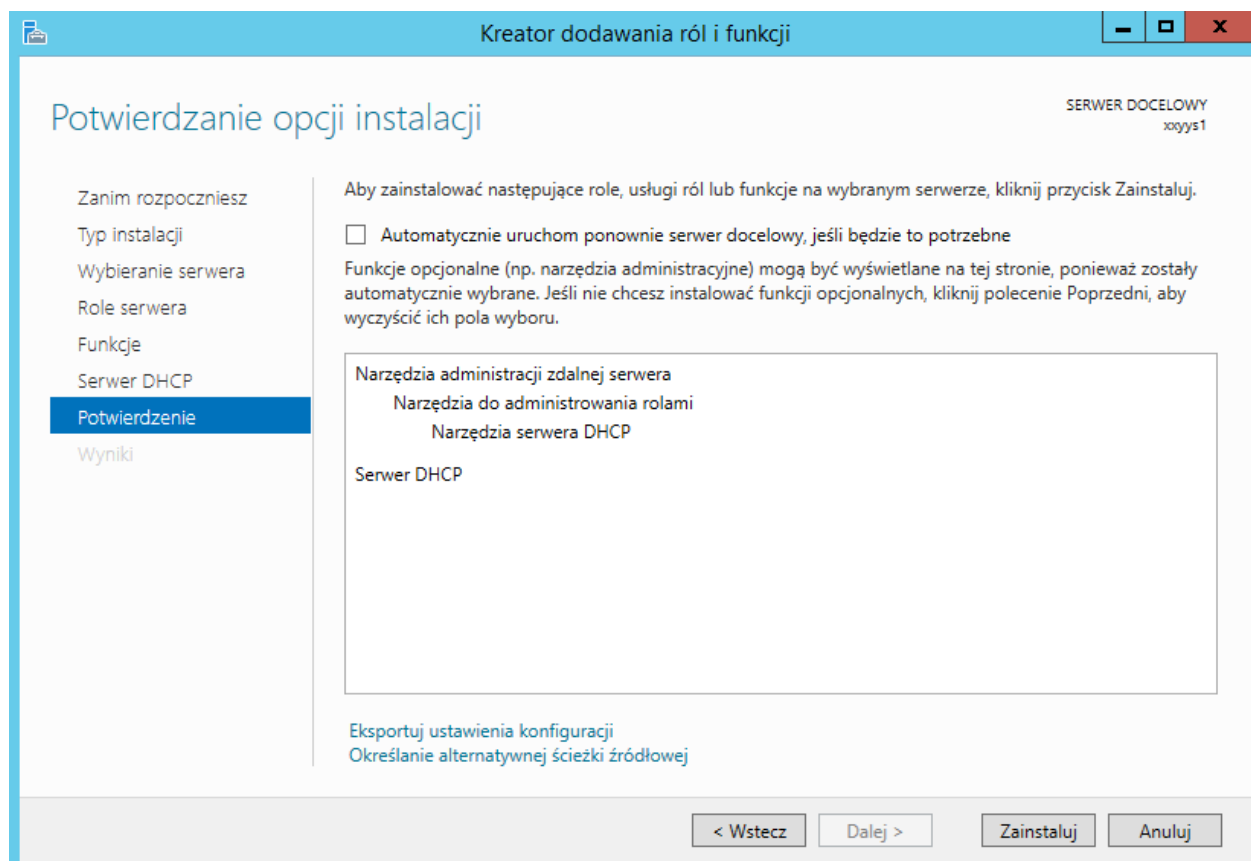 Kreator dodawania ról i funkcji
Potwierdzanie opcji instalacji
SERWER DOCELOWY
xxyys1
Zanim rozpoczniesz
Typ instalacji
Wybieranie serwera
Role serwera
Funkcje
Serwer DHCP
Potwierdzenie
Wyniki
Aby zainstalować następujące role, usługi ról lub funkcje na wybranym serwerze, kliknij przycisk Zainstaluj.
Automatycznie uruchom ponownie serwer docelowy, jeśli będzie to potrzebne
Funkcje opcjonalne (np. narzędzia administracyjne) mogą być wyświetlane na tej stronie, ponieważ zostały
automatycznie wybrane. Jeśli nie chcesz instalować funkcji opcjonalnych, kliknij polecenie Poprzedni, aby
wyczyścić ich pola wyboru.
Narzędzia administracji zdalnej serwera
Narzędzia do administrowania rolami
Narzędzia serwera DHCP
Serwer DHCP
Eksportuj ustawienia konfiguracji
Określanie alternatywnej ścieżki źródłowej
< Wstecz
Dalej >
Zainstaluj
Anuluj